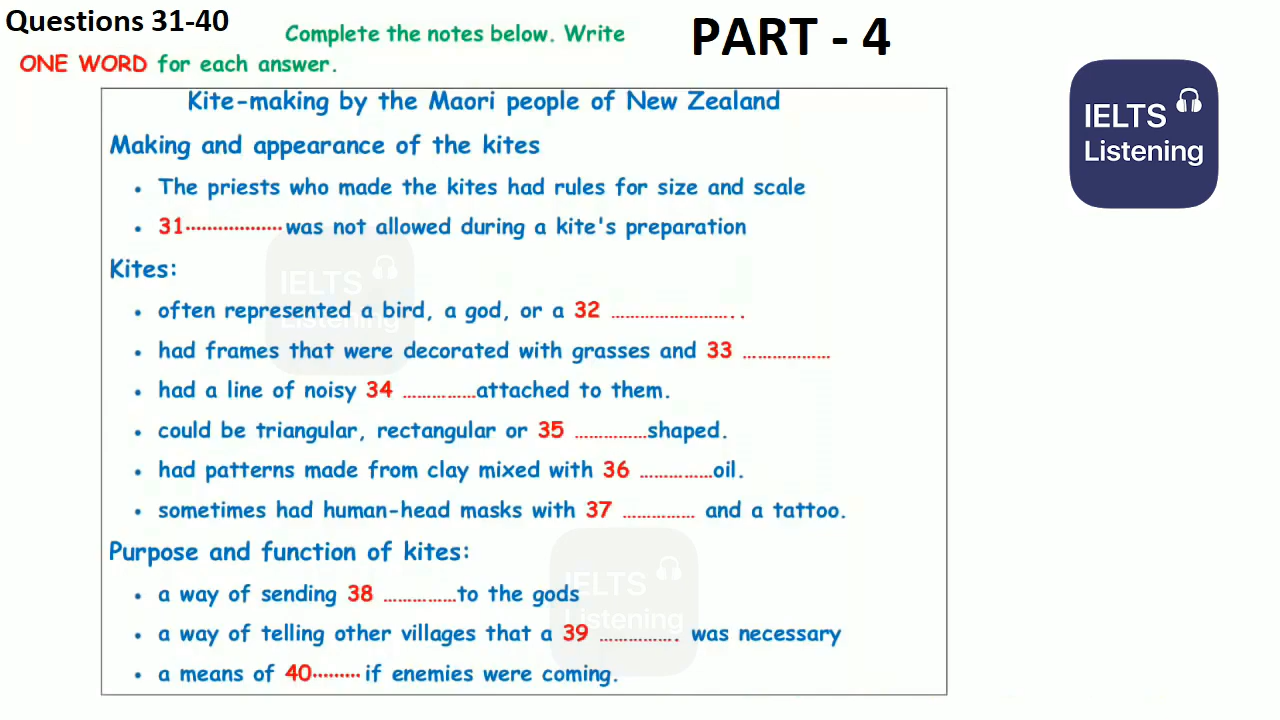 Questions 31-40
Complete the notes below. Write
PART - 4
ONE WORD for each answer.
IELTS
Listening
Kite-making by the Maori people of New Zealand
Making and appearance of the kites
• The priests who made the kites had rules for size and scale
• 31.................. was not allowed during a kite's preparation
Kites:
IELTS
Listening
• often represented a bird, a god, or a 32 ……………………..
• had frames that were decorated with grasses and 33 ………………
• had a line of noisy 34 ……………attached to them.
• could be triangular, rectangular or 35 ……………shaped.
• had patterns made from clay mixed with 36 ……………oil.
• sometimes had human-head masks with 37 …………… and a tattoo.
Purpose and function of kites:
IELTS
Listening
• a way of sending 38 ……………to the gods
• a way of telling other villages that a 39 ……………. was necessary
• a means of 40......... if enemies were coming.